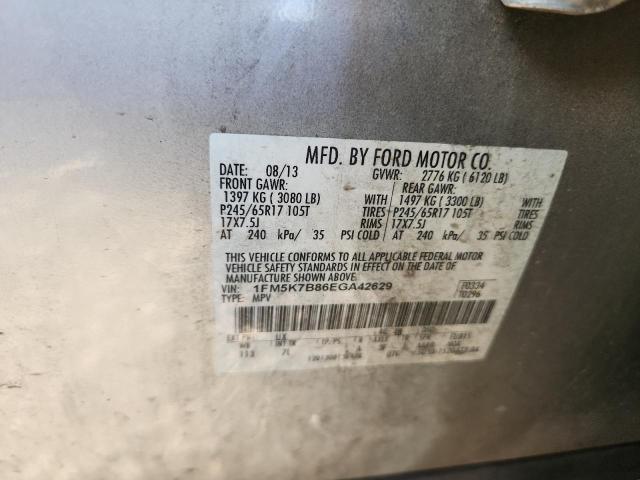 MFD. BY FORD MOTOR CO.
DATE: 08/13 GVWR: 2776 KG ( 6120 LB)
FRONT GAWR: REAR GAWR:
1397 KG ( 3080 LB) WITH 1497 KG ( 3300 LB) WITH
P245/65R17 105T TIRES P245/65R17 105T TIRES
17X7.5J RIMS 17X7.5J RIMS
AT 240 kPa/ 35 PSI COLD AT 240 kPa/ 35 PSI COLD
THIS VEHICLE CONFORMS TO ALL APPLICABLE FEDERAL MOTOR
VEHICLE SAFETY STANDARDS IN EFFECT ON THE DATE OF
MANUFACTURE SHOWN ABOVE.
VIN: 1FM5K7B86EGA42629 F0334
TYPE: MPV T0296